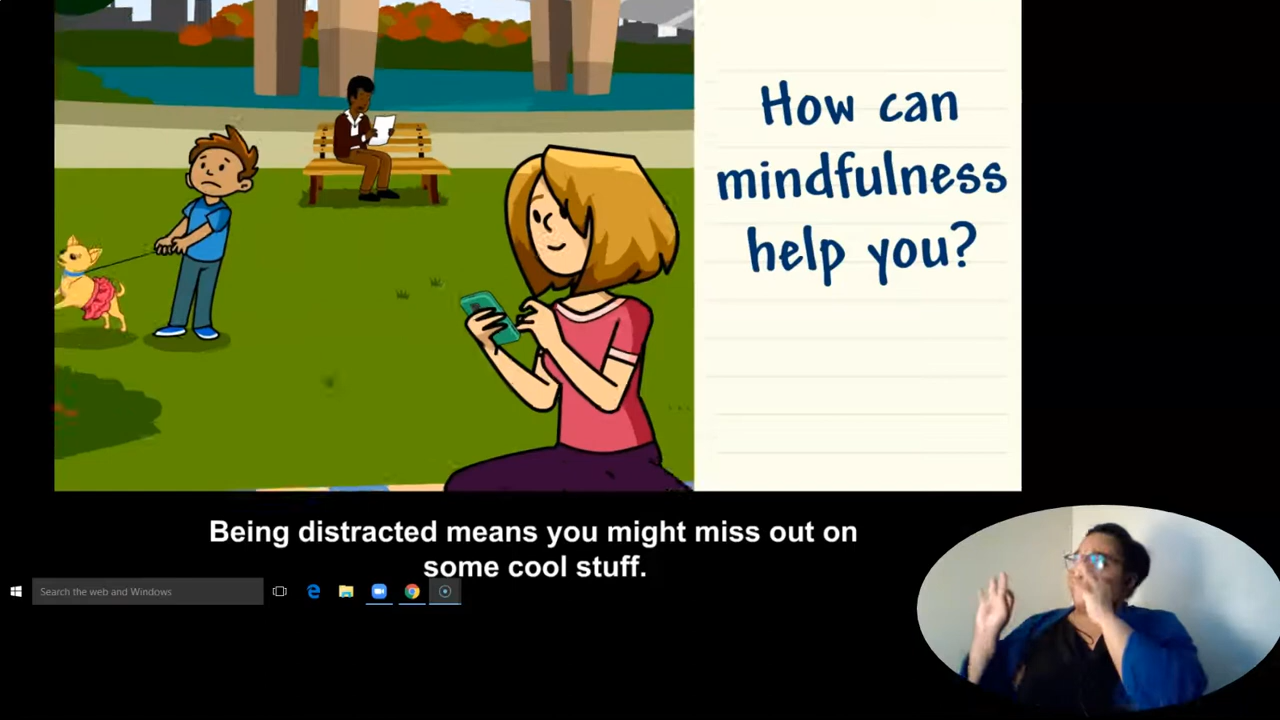 How can
mindfulness
help you?
Being distracted means you might miss out on
some cool stuff.
Search the web and Windows